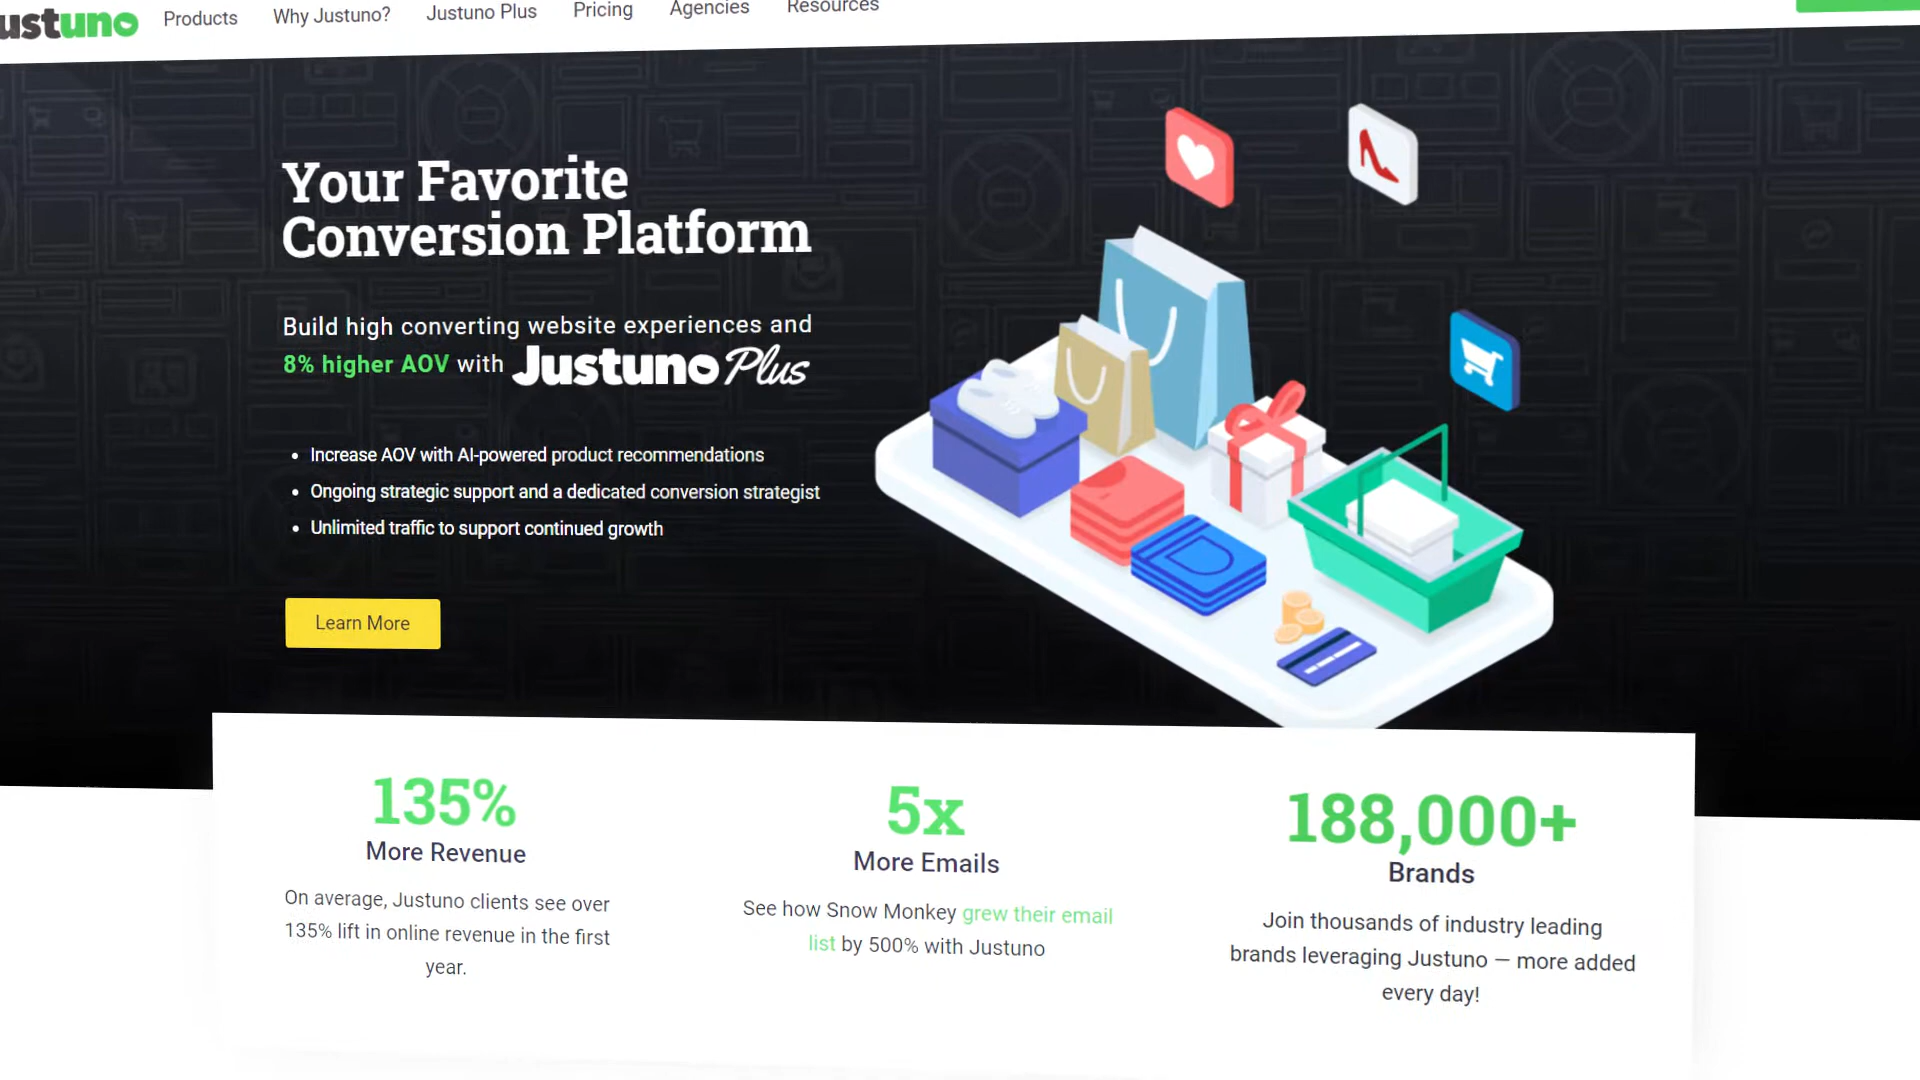 justuno
Products
Why Justuno?
Justuno Plus
Pricing
Agencies
Resources
Your Favorite
Conversion Platform
Build high converting website experiences and
8% higher AOV with Justuno Plus
Increase AOV with AI-powered product recommendations
Ongoing strategic support and a dedicated conversion strategist
Unlimited traffic to support continued growth
Learn More
135%
More Revenue
On average, Justuno clients see over
135% lift in online revenue in the first
year.
5x
More Emails
See how Snow Monkey grew their email
list by 500% with Justuno
188,000+
Brands
Join thousands of industry leading
brands leveraging Justuno — more added
every day!